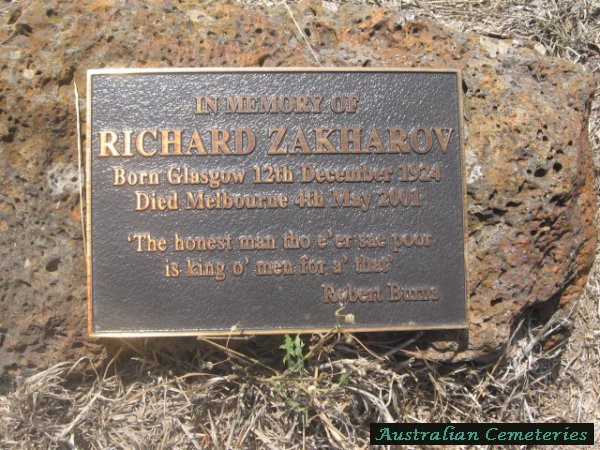 IN MEMORY OF
RICHARD ZAKHAROV
Born Glasgow 12th December 1924
Died Melbourne 4th May 2001
'The honest man tho e'er sae poor
is king o' men for a' that'
Robert Burns
Australian Cemeteries